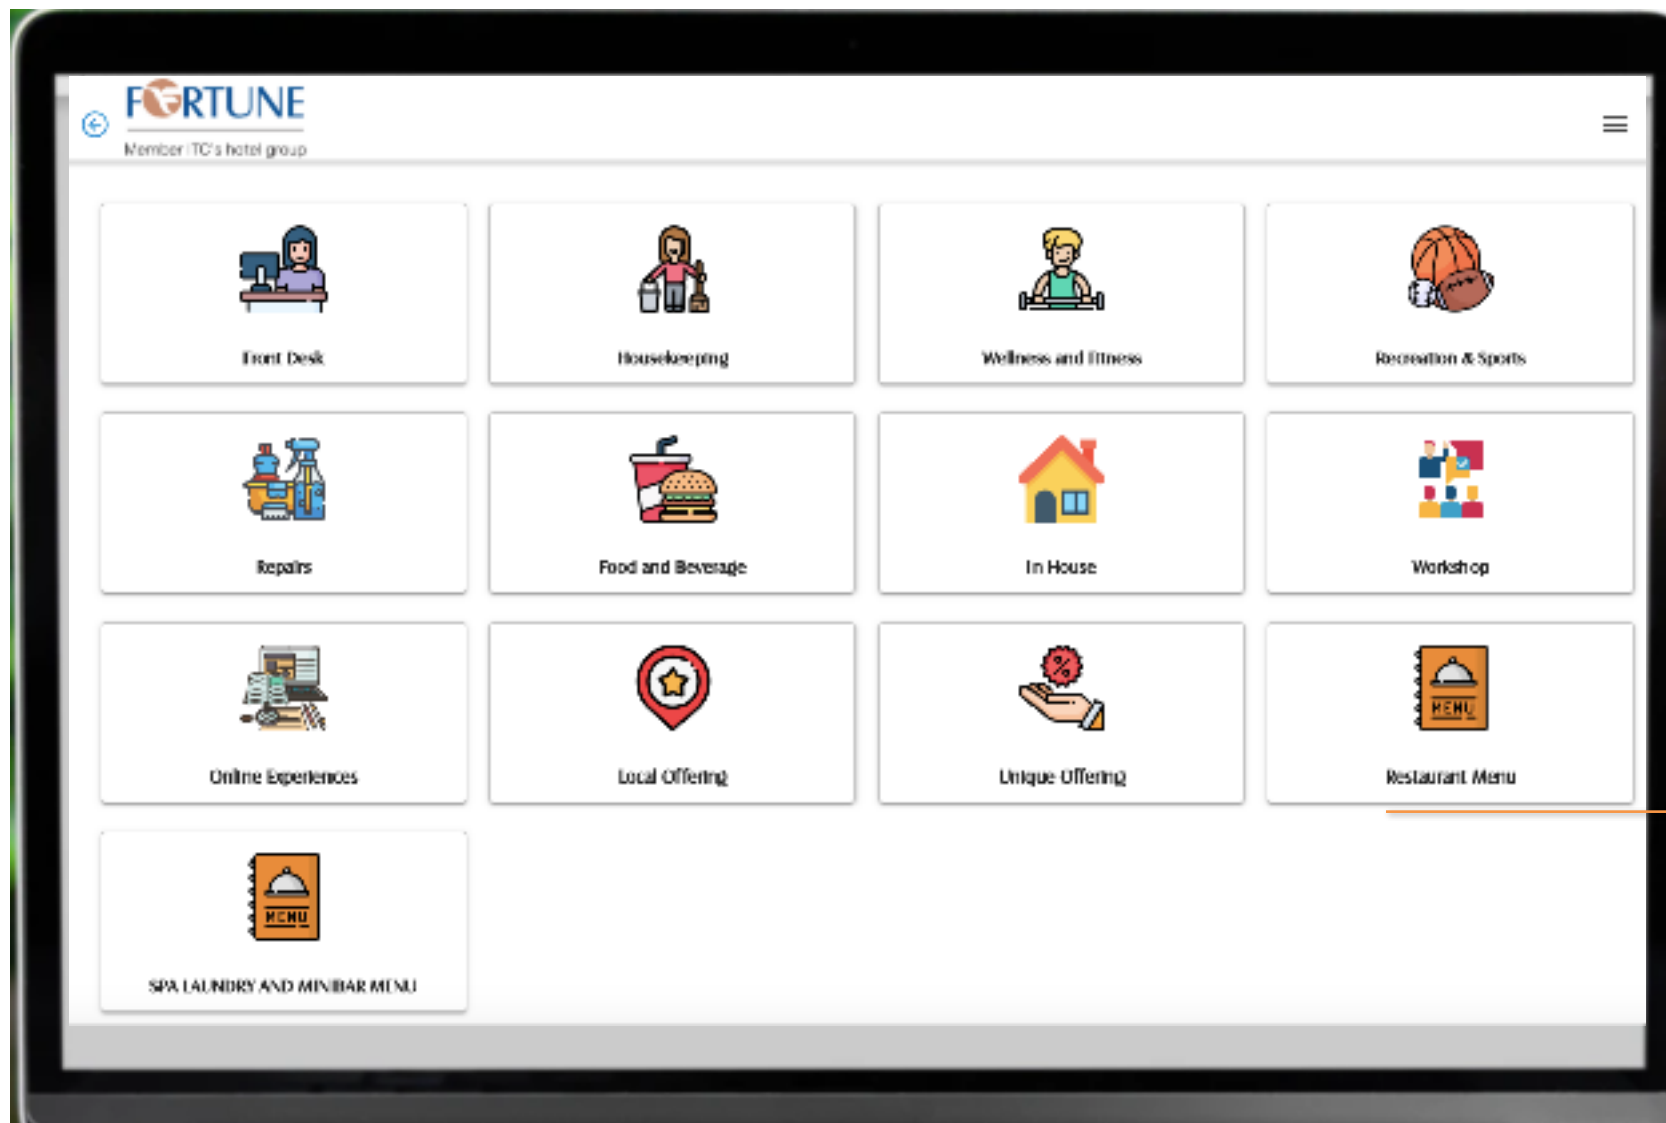 FORTUNE
Member ITC's hotel group
Front Desk
Housekeeping
Wellness and Fitness
Recreation & Sports
Repairs
Food and Beverage
In House
Workshop
Online Experiences
Local Offering
Unique Offering
MENU
Restaurant Menu
MENU
SPA LAUNDRY AND MINIBAR MENU